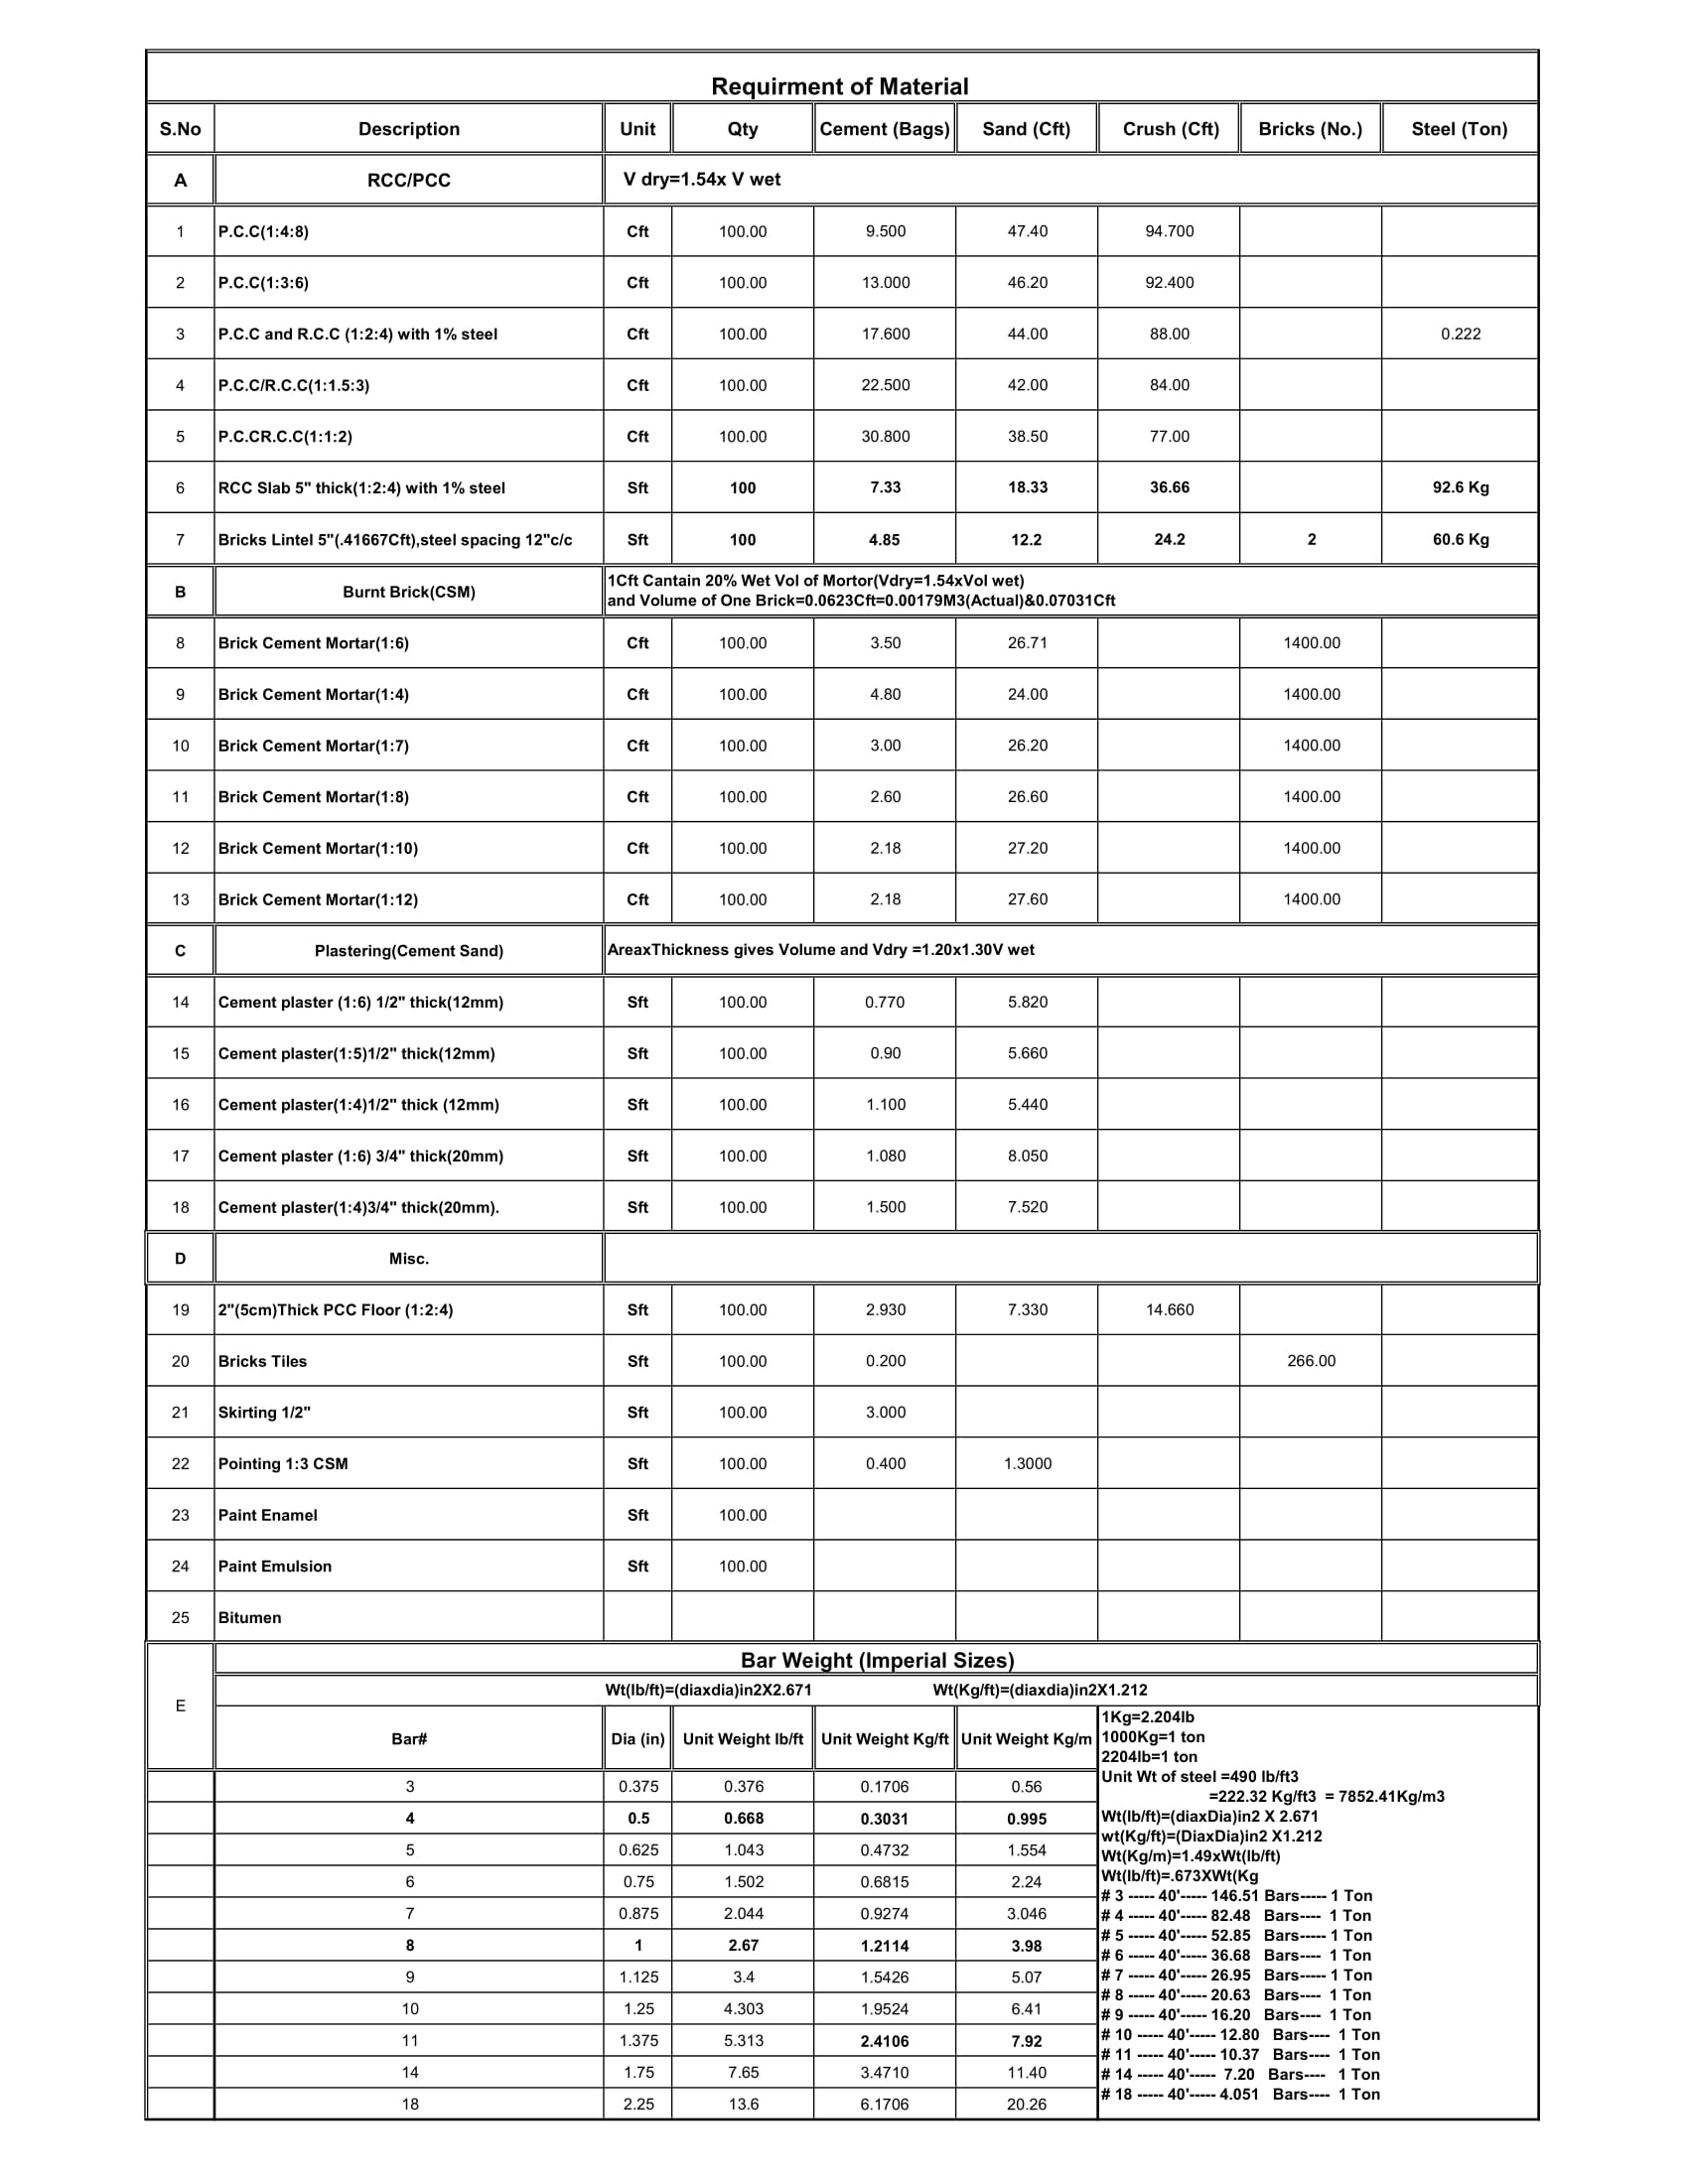 Requirment of Material
S.No Description Unit Qty Cement (Bags) Sand (Cft) Crush (Cft) Bricks (No.) Steel (Ton)
A RCC/PCC V dry=1.54x V wet
1 P.C.C(1:4:8) Cft 100.00 9.500 47.40 94.700
2 P.C.C(1:3:6) Cft 100.00 13.000 46.20 92.400
3 P.C.C and R.C.C (1:2:4) with 1% steel Cft 100.00 17.600 44.00 88.00 0.222
4 P.C.C/R.C.C(1:1.5:3) Cft 100.00 22.500 42.00 84.00
5 P.C.CR.C.C(1:1:2) Cft 100.00 30.800 38.50 77.00
6 RCC Slab 5" thick(1:2:4) with 1% steel Sft 100 7.33 18.33 36.66 92.6 Kg
7 Bricks Lintel 5"(.41667Cft),steel spacing 12"c/c Sft 100 4.85 12.2 24.2 2 60.6 Kg
B Burnt Brick(CSM) 1Cft Cantain 20% Wet Vol of Mortor(Vdry=1.54xVol wet)
and Volume of One Brick=0.0623Cft=0.00179M3(Actual)&0.07031Cft
8 Brick Cement Mortar(1:6) Cft 100.00 3.50 26.71 1400.00
9 Brick Cement Mortar(1:4) Cft 100.00 4.80 24.00 1400.00
10 Brick Cement Mortar(1:7) Cft 100.00 3.00 26.20 1400.00
11 Brick Cement Mortar(1:8) Cft 100.00 2.60 26.60 1400.00
12 Brick Cement Mortar(1:10) Cft 100.00 2.18 27.20 1400.00
13 Brick Cement Mortar(1:12) Cft 100.00 2.18 27.60 1400.00
C Plastering(Cement Sand) AreaxThickness gives Volume and Vdry =1.20x1.30V wet
14 Cement plaster (1:6) 1/2" thick(12mm) Sft 100.00 0.770 5.820
15 Cement plaster(1:5)1/2" thick(12mm) Sft 100.00 0.90 5.660
16 Cement plaster(1:4)1/2" thick (12mm) Sft 100.00 1.100 5.440
17 Cement plaster (1:6) 3/4" thick(20mm) Sft 100.00 1.080 8.050
18 Cement plaster(1:4)3/4" thick(20mm). Sft 100.00 1.500 7.520
D Misc.
19 2"(5cm)Thick PCC Floor (1:2:4) Sft 100.00 2.930 7.330 14.660
20 Bricks Tiles Sft 100.00 0.200 266.00
21 Skirting 1/2" Sft 100.00 3.000
22 Pointing 1:3 CSM Sft 100.00 0.400 1.3000
23 Paint Enamel Sft 100.00
24 Paint Emulsion Sft 100.00
25 Bitumen
E Bar Weight (Imperial Sizes)
Wt(lb/ft)=(diaxdia)in2X2.671 Wt(Kg/ft)=(diaxdia)in2X1.212
Bar# Dia (in) Unit Weight lb/ft Unit Weight Kg/ft Unit Weight Kg/m
3 0.375 0.376 0.1706 0.56
4 0.5 0.668 0.3031 0.995
5 0.625 1.043 0.4732 1.554
6 0.75 1.502 0.6815 2.24
7 0.875 2.044 0.9274 3.046
8 1 2.67 1.2114 3.98
9 1.125 3.4 1.5426 5.07
10 1.25 4.303 1.9524 6.41
11 1.375 5.313 2.4106 7.92
14 1.75 7.65 3.4710 11.40
18 2.25 13.6 6.1706 20.26
1Kg=2.204lb
1000Kg=1 ton
2204lb=1 ton
Unit Wt of steel =490 lb/ft3
=222.32 Kg/ft3 = 7852.41Kg/m3
Wt(lb/ft)=(diaxDia)in2 X 2.671
wt(Kg/ft)=(DiaxDia)in2 X1.212
Wt(Kg/m)=1.49xWt(lb/ft)
Wt(lb/ft)=.673XWt(Kg
# 3 ----- 40'----- 146.51 Bars----- 1 Ton
# 4 ----- 40'----- 82.48 Bars---- 1 Ton
# 5 ----- 40'----- 52.85 Bars----- 1 Ton
# 6 ----- 40'----- 36.68 Bars---- 1 Ton
# 7 ----- 40'----- 26.95 Bars----- 1 Ton
# 8 ----- 40'----- 20.63 Bars---- 1 Ton
# 9 ----- 40'----- 16.20 Bars---- 1 Ton
# 10 ----- 40'----- 12.80 Bars---- 1 Ton
# 11 ----- 40'----- 10.37 Bars---- 1 Ton
# 14 ----- 40'----- 7.20 Bars---- 1 Ton
# 18 ----- 40'----- 4.051 Bars---- 1 Ton